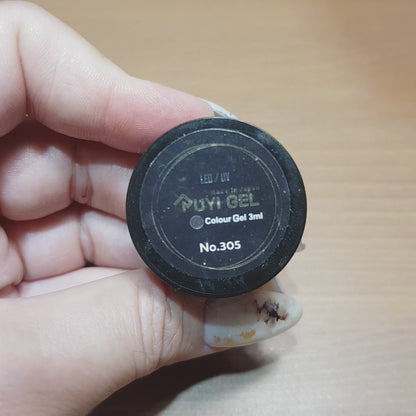 LED / UV
Made In Japan
PUYI GEL
Colour Gel 3ml
No.305